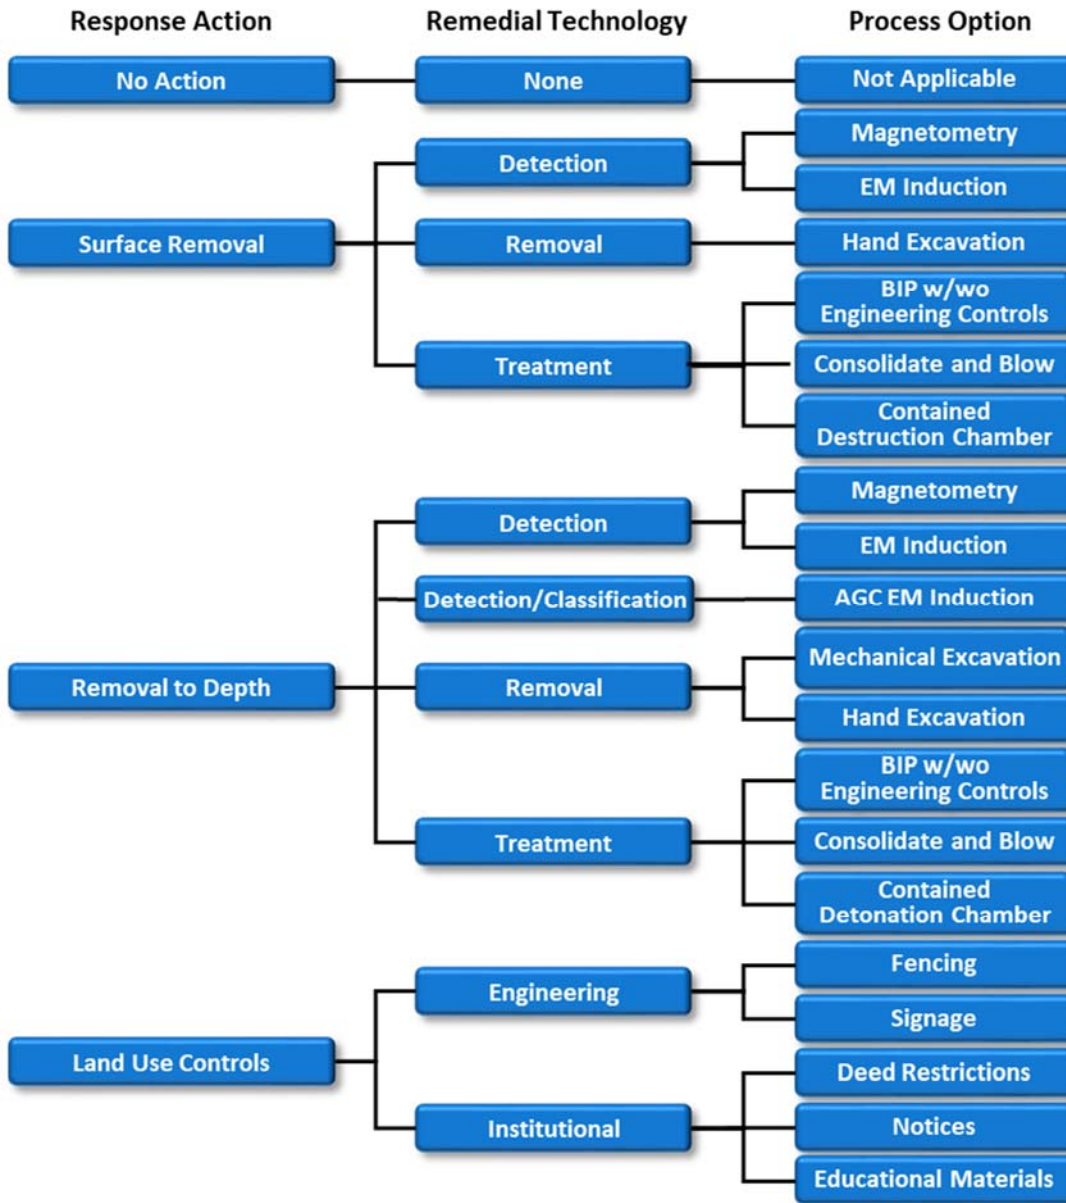 Response Action
Remedial Technology
Process Option
No Action
None
Not Applicable
Surface Removal
Detection
Magnetometry
EM Induction
Removal
Hand Excavation
Treatment
BIP w/wo
Engineering Controls
Consolidate and Blow
Contained
Destruction Chamber
Removal to Depth
Detection
Magnetometry
EM Induction
Detection/Classification
AGC EM Induction
Removal
Mechanical Excavation
Hand Excavation
Treatment
BIP w/wo
Engineering Controls
Consolidate and Blow
Contained
Detonation Chamber
Land Use Controls
Engineering
Fencing
Signage
Institutional
Deed Restrictions
Notices
Educational Materials